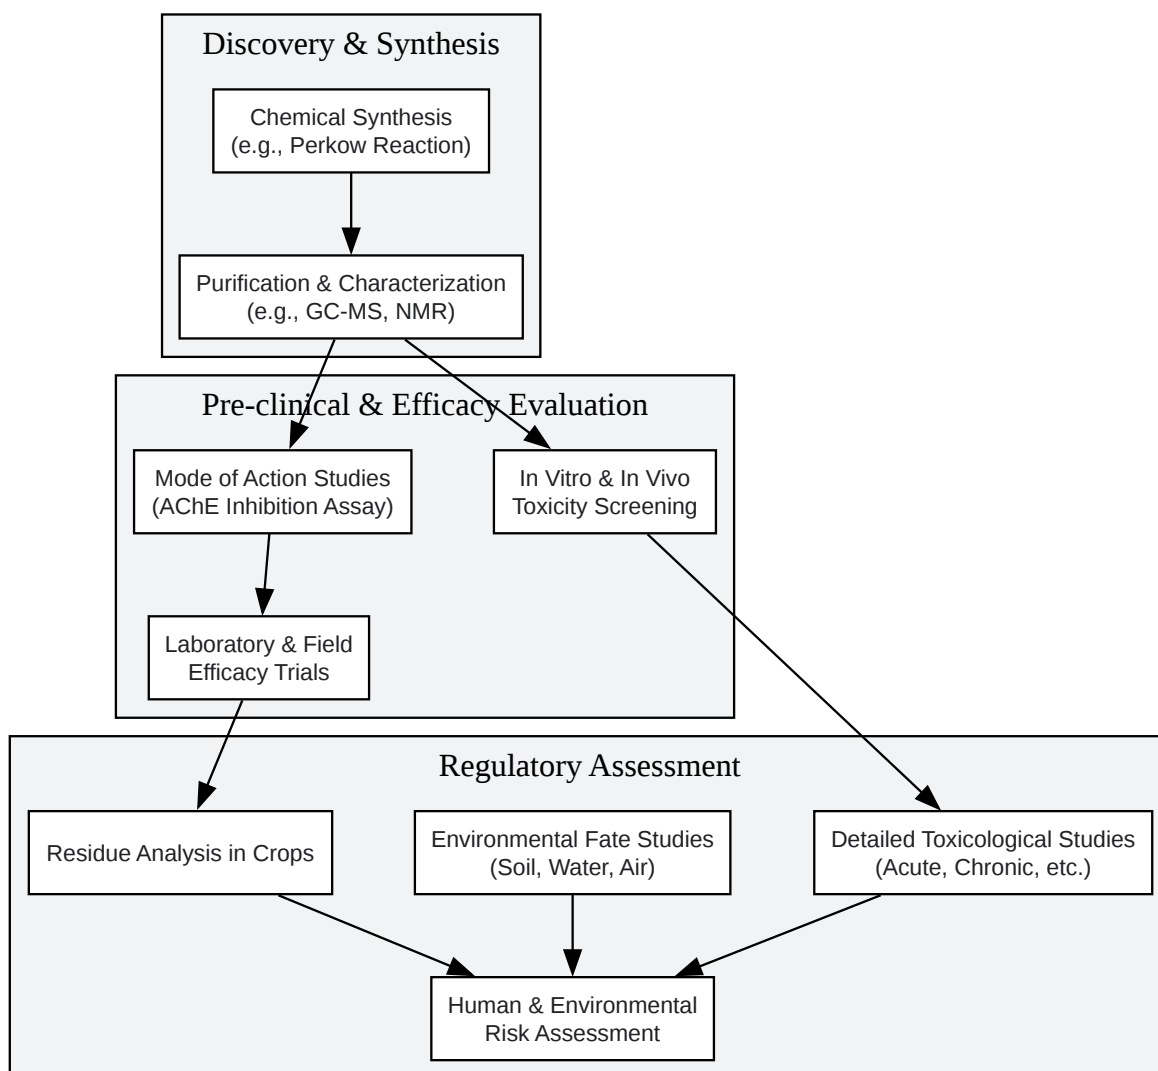 Discovery & Synthesis
Chemical Synthesis
(e.g., Perkow Reaction)
Purification & Characterization
(e.g., GC-MS, NMR)
Pre-clinical & Efficacy Evaluation
Mode of Action Studies
(AChE Inhibition Assay)
In Vitro & In Vivo
Toxicity Screening
Laboratory & Field
Efficacy Trials
Regulatory Assessment
Residue Analysis in Crops
Environmental Fate Studies
(Soil, Water, Air)
Detailed Toxicological Studies
(Acute, Chronic, etc.)
Human & Environmental
Risk Assessment